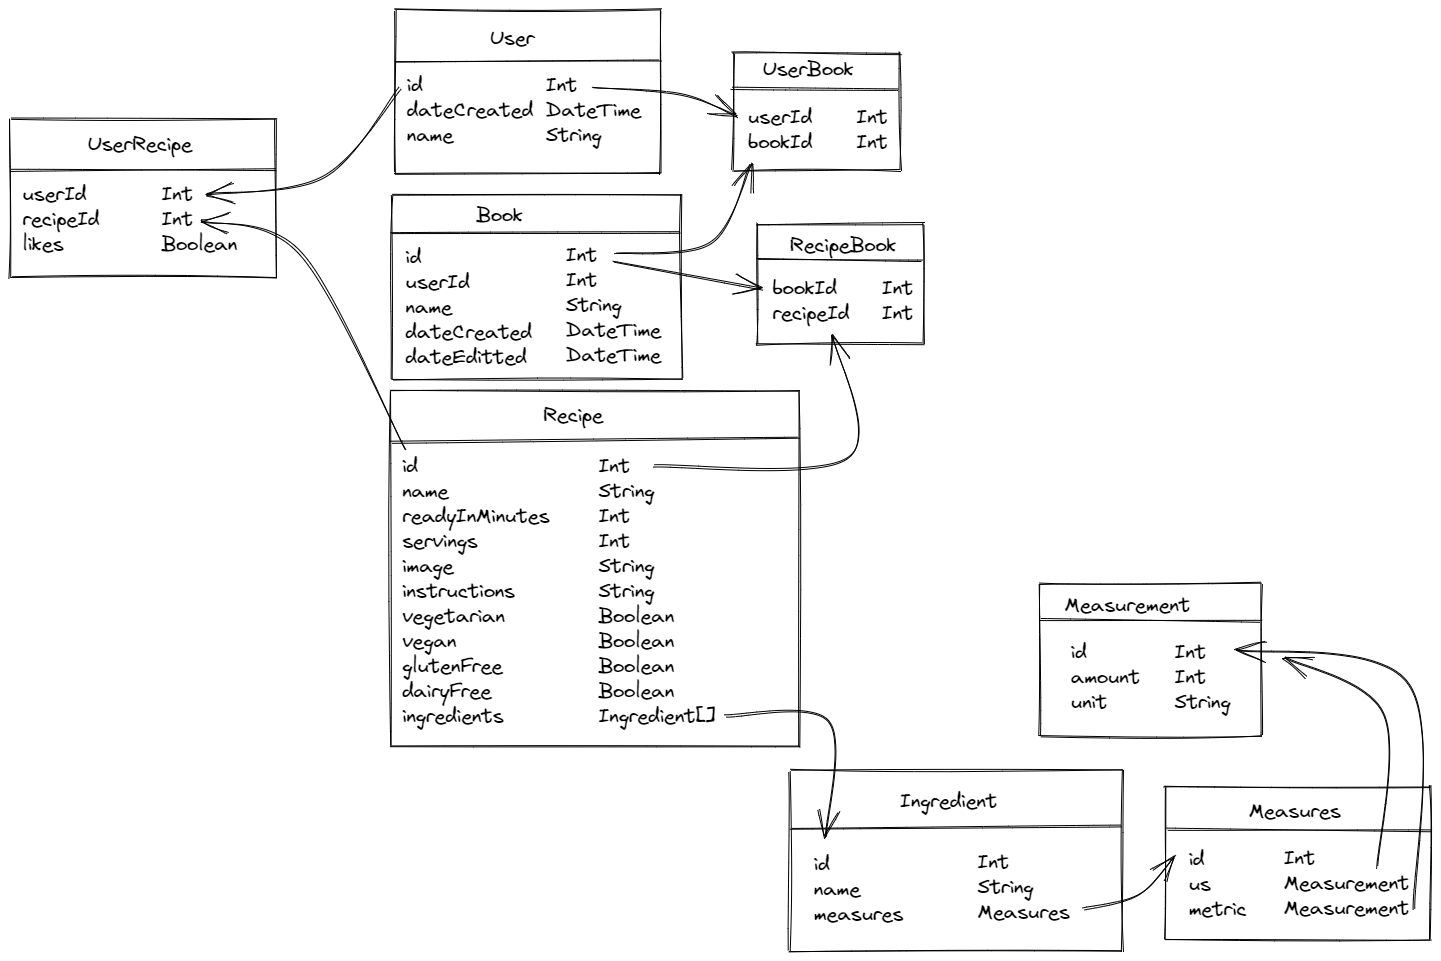 User
id Int
dateCreated DateTime
name String
UserBook
userId Int
bookId Int
UserRecipe
userId Int
recipeId Int
likes Boolean
Book
id Int
userId Int
name String
dateCreated DateTime
dateEditted DateTime
RecipeBook
bookId Int
recipeId Int
Recipe
id Int
name String
readyInMinutes Int
servings Int
image String
instructions String
vegetarian Boolean
vegan Boolean
glutenFree Boolean
dairyFree Boolean
ingredients Ingredient[]
Measurement
id Int
amount Int
unit String
Ingredient
id Int
name String
measures Measures
Measures
id Int
us Measurement
metric Measurement